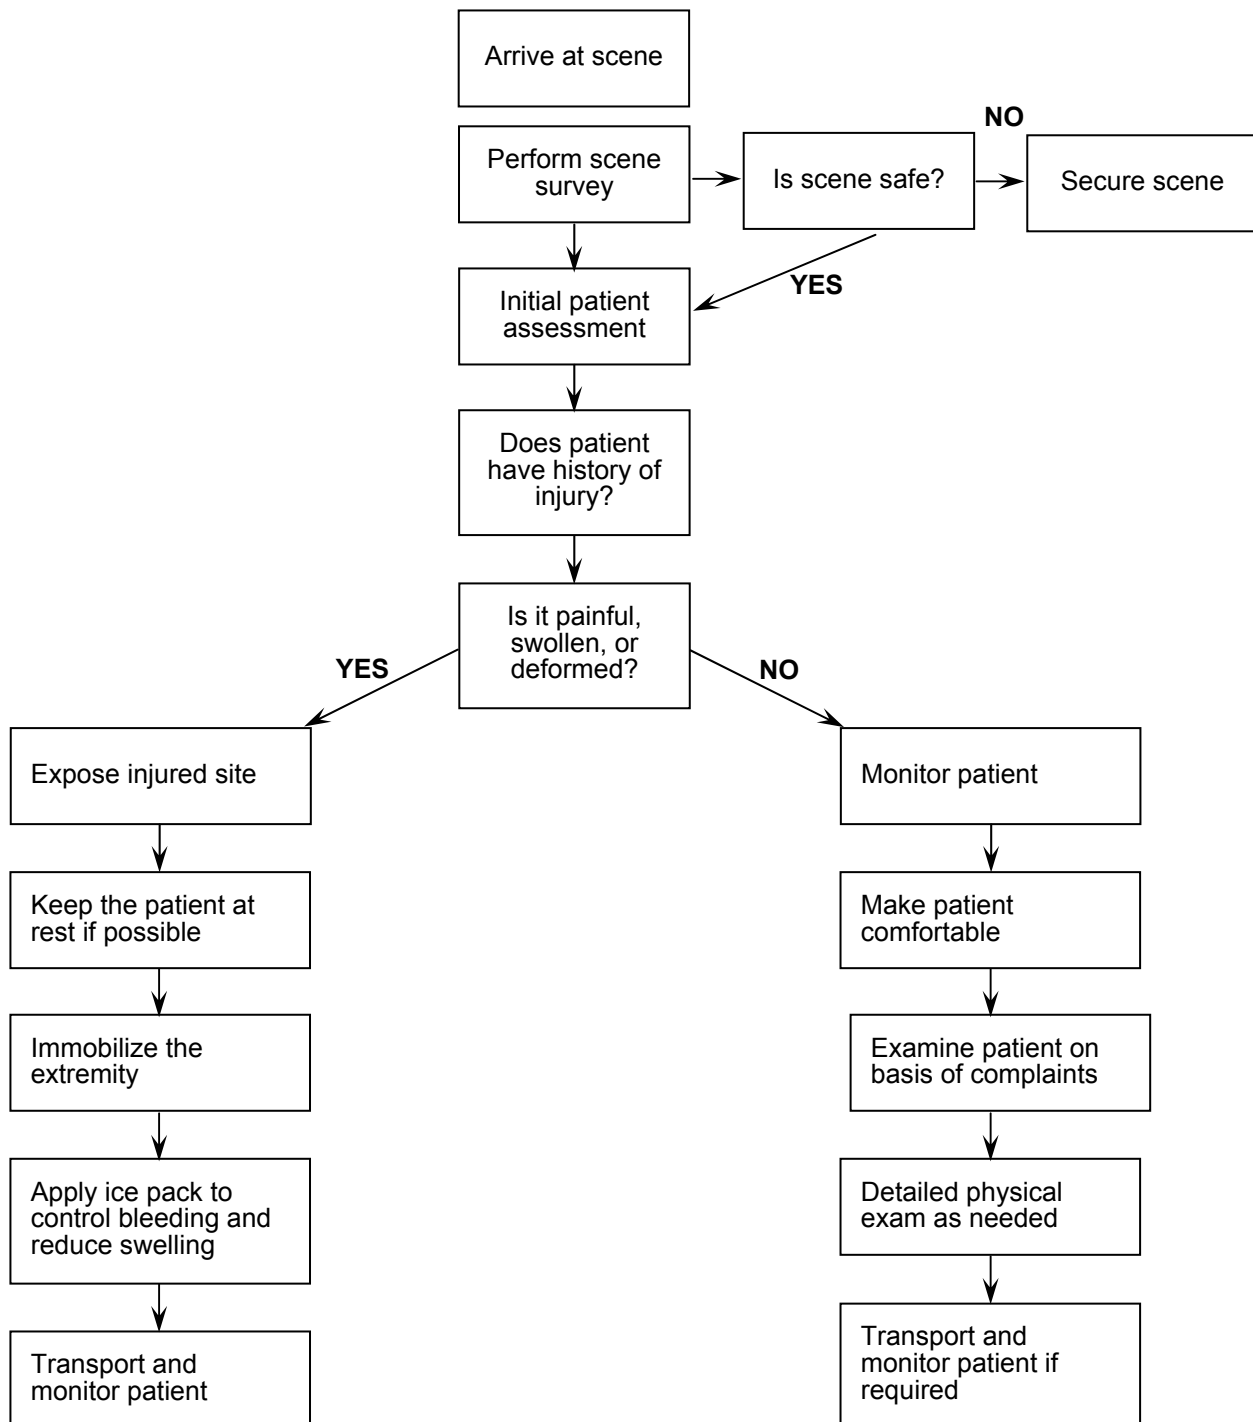 Arrive at scene
NO
Perform scene
survey
Is scene safe?
Secure scene
YES
Initial patient
assessment
Does patient
have history of
injury?
Is it painful,
swollen, or
deformed?
YES
NO
Expose injured site
Monitor patient
Keep the patient at
rest if possible
Make patient
comfortable
Immobilize the
extremity
Examine patient on
basis of complaints
Apply ice pack to
control bleeding and
reduce swelling
Detailed physical
exam as needed
Transport and
monitor patient
Transport and
monitor patient if
required